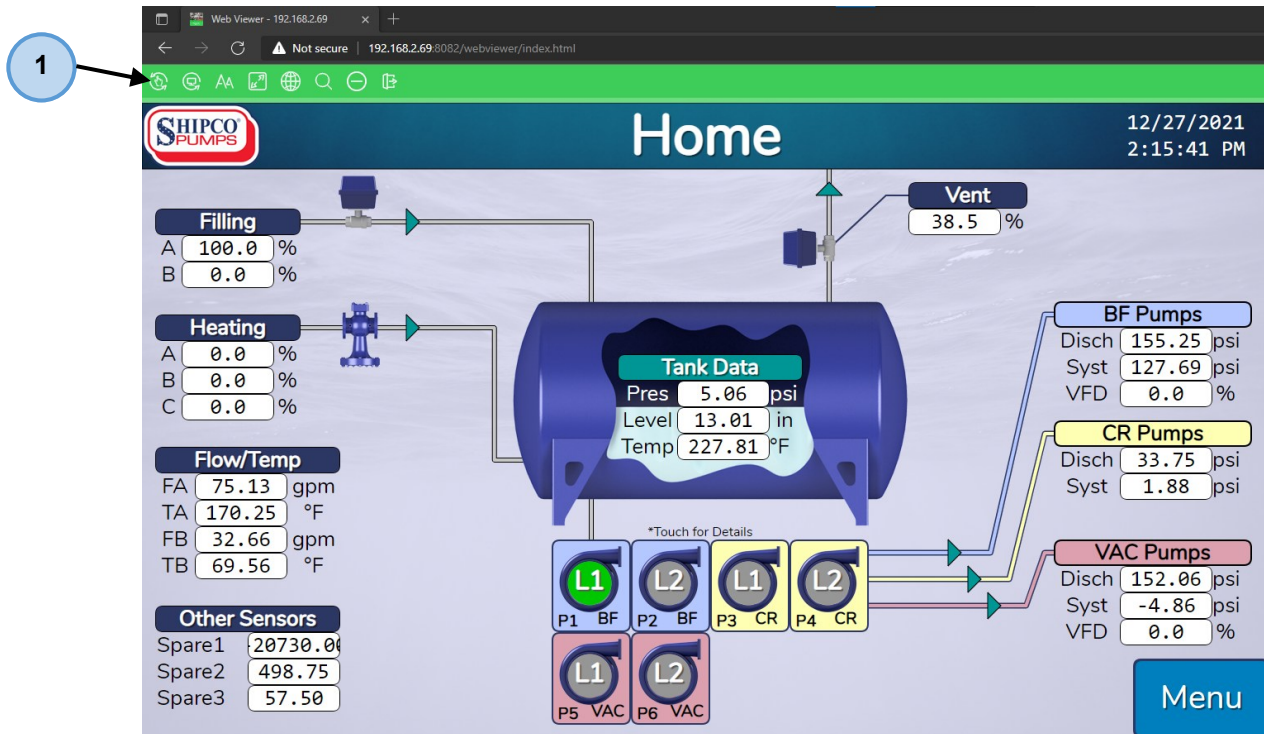 Web Viewer - 192.168.2.69
Not secure | 192.168.2.69:8082/webviewer/index.html
1
AA
SHIPCO®
PUMPS
Home
12/27/2021
2:15:41 PM
Filling
A 100.0 %
B 0.0 %
Vent
38.5 %
Heating
A 0.0 %
B 0.0 %
C 0.0 %
Tank Data
Pres 5.06 psi
Level 13.01 in
Temp 227.81 °F
BF Pumps
Disch 155.25 psi
Syst 127.69 psi
VFD 0.0 %
CR Pumps
Disch 33.75 psi
Syst 1.88 psi
Flow/Temp
FA 75.13 gpm
TA 170.25 °F
FB 32.66 gpm
TB 69.56 °F
*Touch for Details
L1 P1 BF
L2 P2 BF
L1 P3 CR
L2 P4 CR
L1 P5 VAC
L2 P6 VAC
VAC Pumps
Disch 152.06 psi
Syst -4.86 psi
VFD 0.0 %
Other Sensors
Spare1
Spare2 498.75
Spare3 57.50
Menu